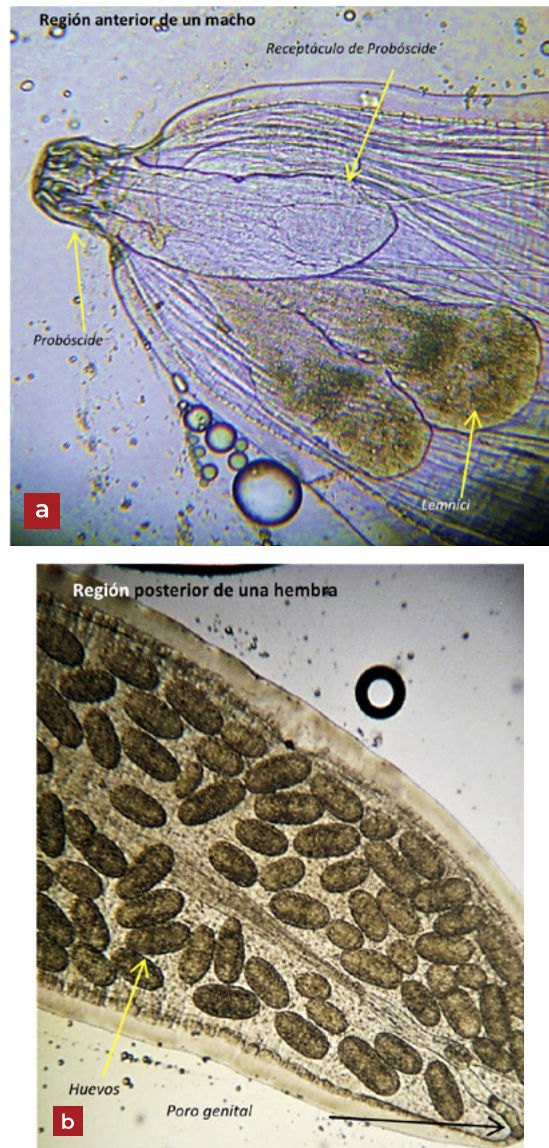 Región anterior de un macho
Receptáculo de Probóscide
Probóscide
Lemnici
a
Región posterior de una hembra
Huevos
Poro genital
b